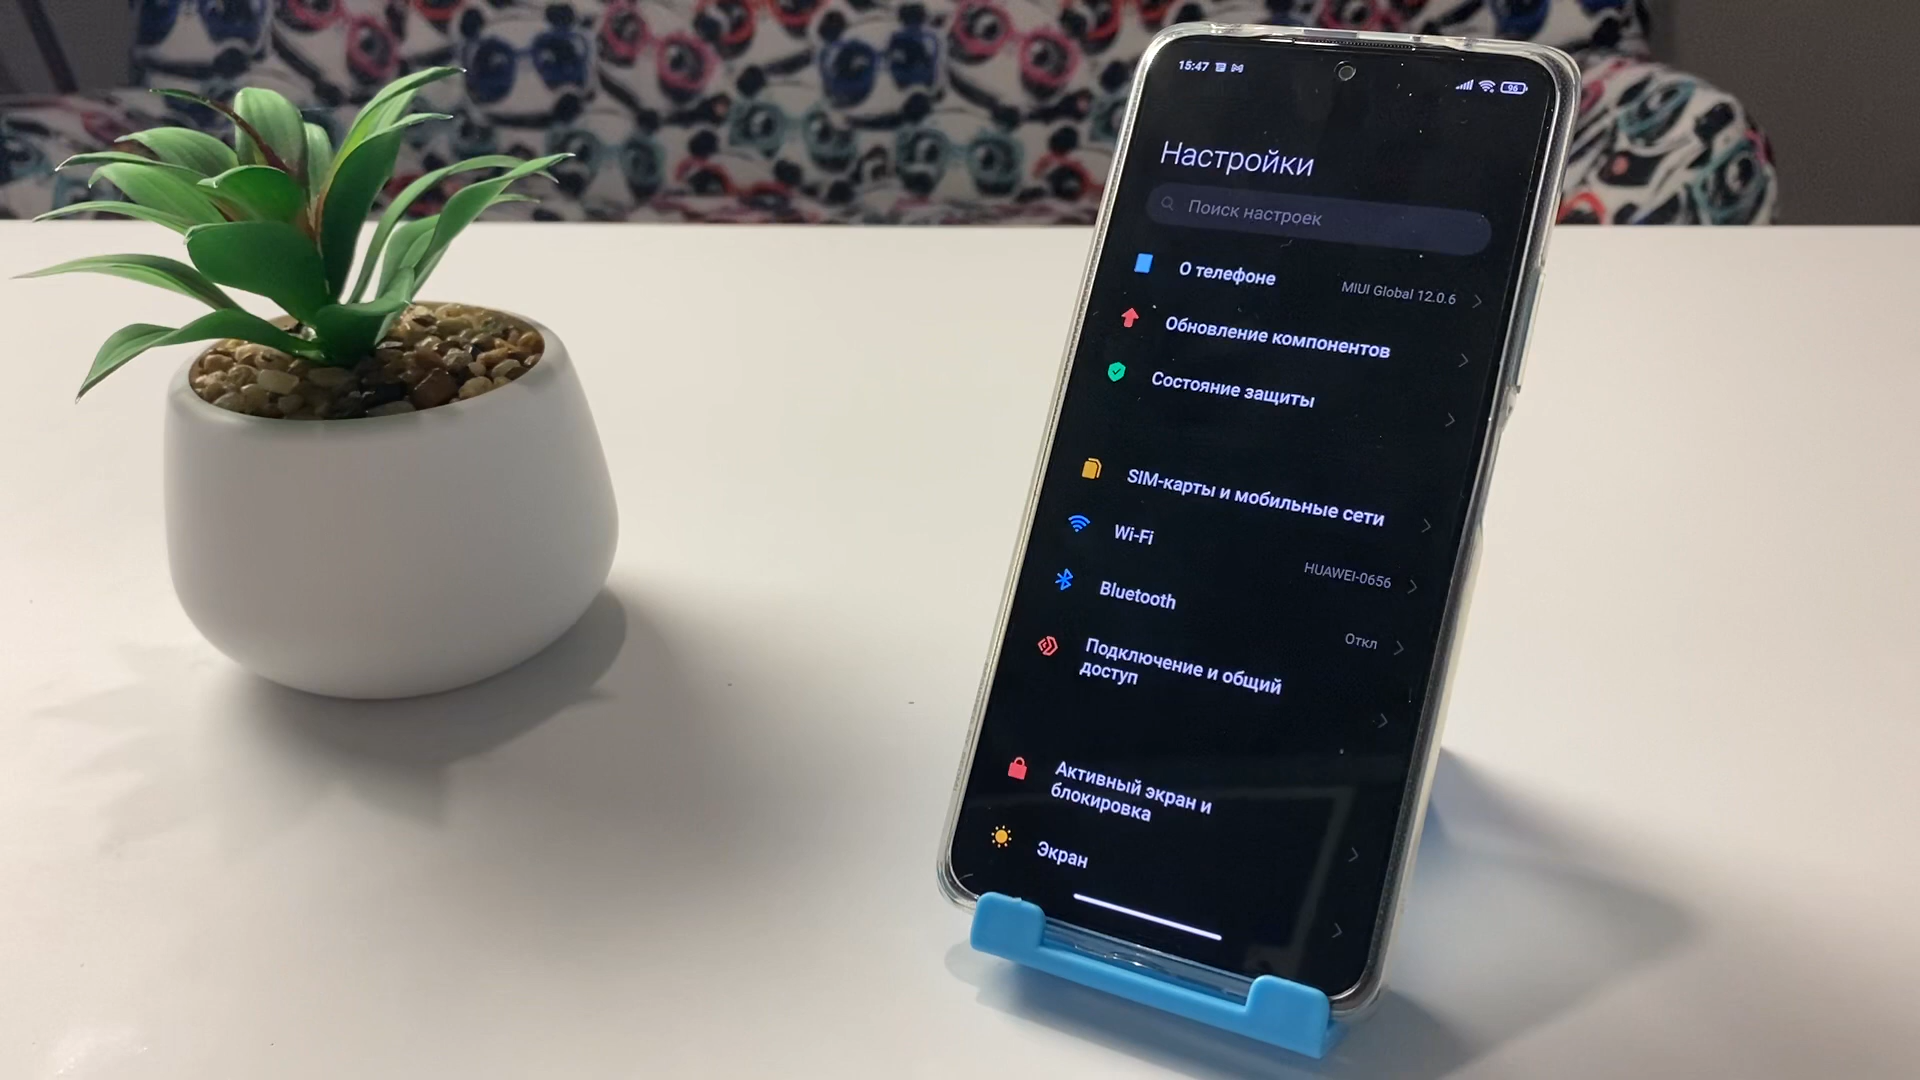 15:47
96
Настройки
Поиск настроек
О телефоне
MIUI Global 12.0.6
Обновление компонентов
Состояние защиты
SIM-карты и мобильные сети
Wi-Fi
HUAWEI-0656
Bluetooth
Откл
Подключение и общий
доступ
Активный экран и
блокировка
Экран